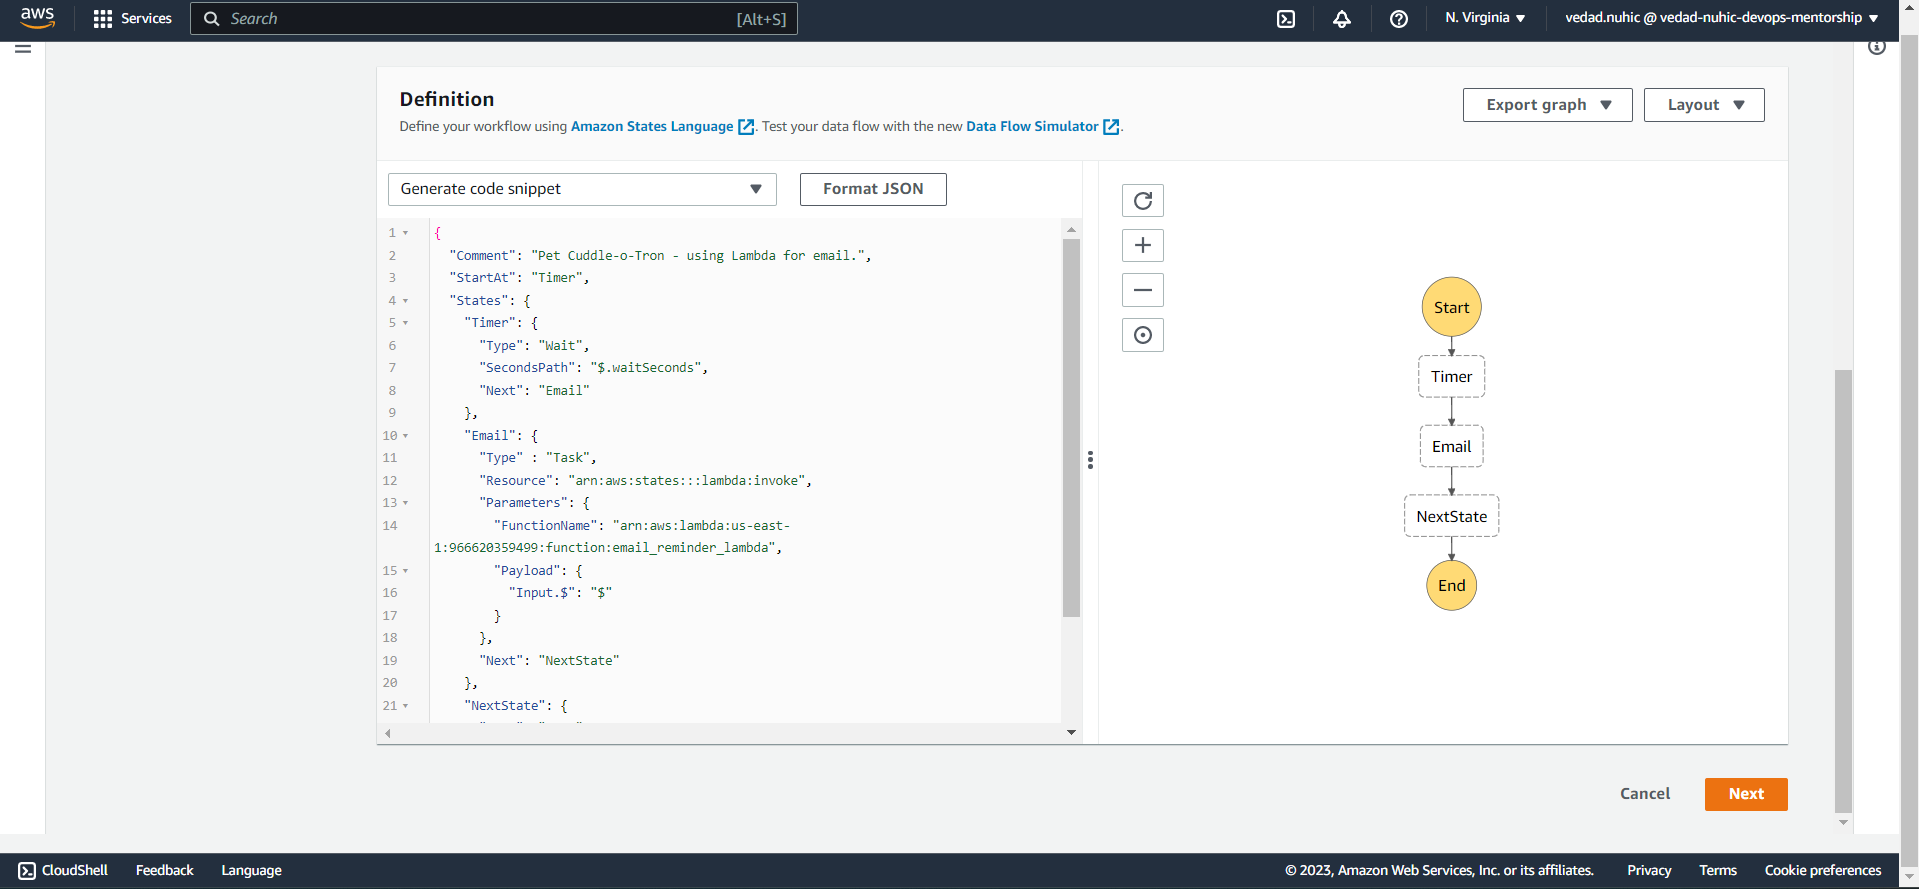 aws Services Search [Alt+S] N. Virginia vedad.nuhic @ vedad-nuhic-devops-mentorship
Definition
Define your workflow using Amazon States Language. Test your data flow with the new Data Flow Simulator.
Export graph
Layout
Generate code snippet
Format JSON
1 {
2 "Comment": "Pet Cuddle-o-Tron - using Lambda for email.",
3 "StartAt": "Timer",
4 "States": {
5 "Timer": {
6 "Type": "Wait",
7 "SecondsPath": "$.waitSeconds",
8 "Next": "Email"
9 },
10 "Email": {
11 "Type" : "Task",
12 "Resource": "arn:aws:states:::lambda:invoke",
13 "Parameters": {
14 "FunctionName": "arn:aws:lambda:us-east-
1:966620359499:function:email_reminder_lambda",
15 "Payload": {
16 "Input.$": "$"
17 }
18 },
19 "Next": "NextState"
20 },
21 "NextState": {
Start
Timer
Email
NextState
End
Cancel
Next
CloudShell Feedback Language © 2023, Amazon Web Services, Inc. or its affiliates. Privacy Terms Cookie preferences